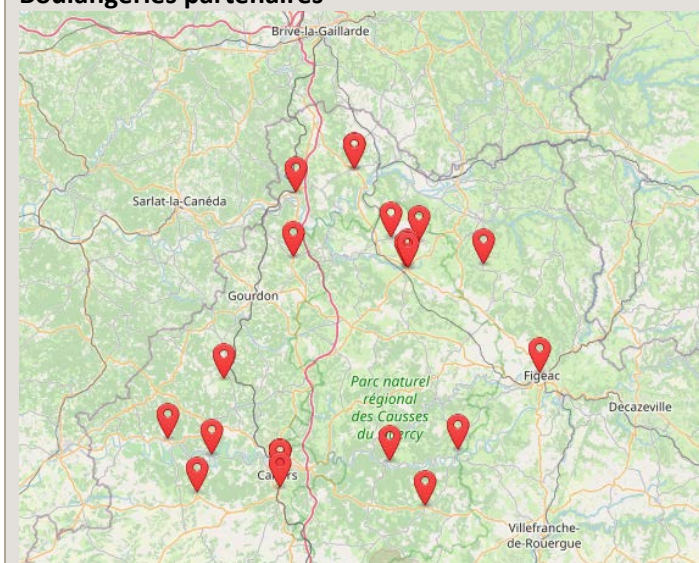 Boulangeries partenaires
Brive-la-Gaillarde
Sarlat-la-Canéda
Gourdon
Figeac
Parc naturel
régional
des Causses
du
Decazeville
Villefranche-
de-Rouergue